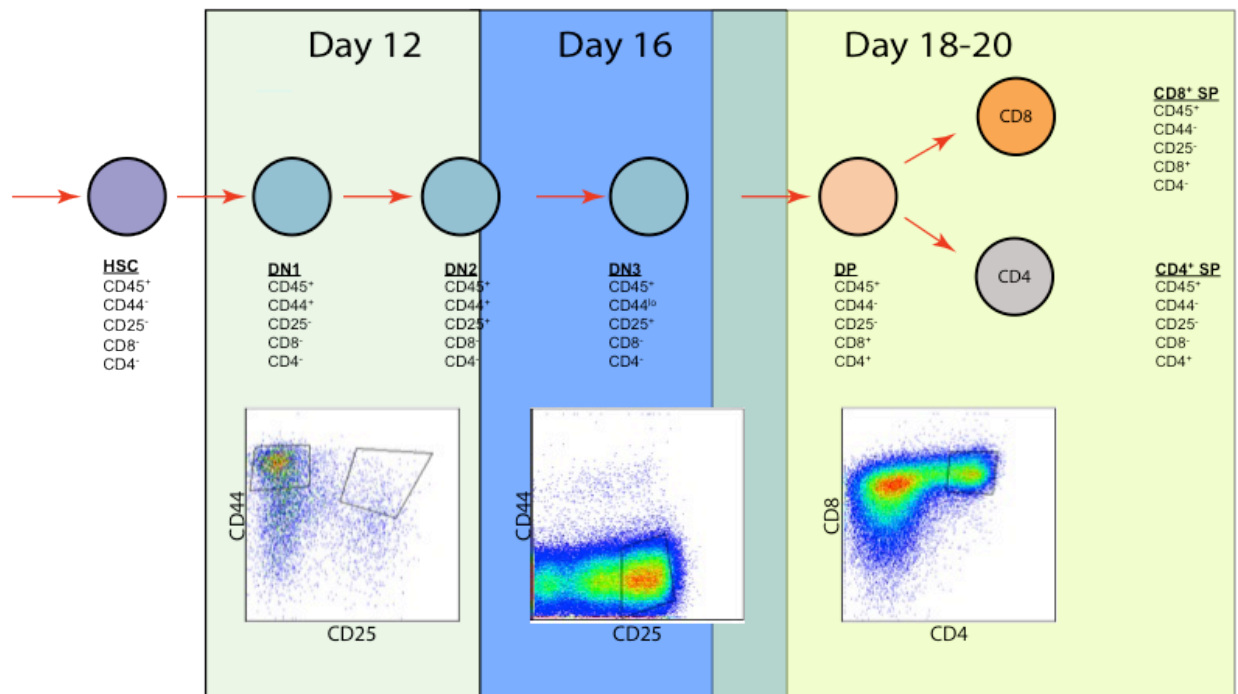 Day 12
Day 16
Day 18-20
CD8
CD8⁺ SP
CD45⁺
CD44⁻
CD25⁻
CD8⁺
CD4⁻
HSC
CD45⁺
CD44⁻
CD25⁻
CD8⁻
CD4⁻
DN1
CD45⁺
CD44⁺
CD25⁻
CD8⁻
CD4⁻
DN2
CD45⁺
CD44⁺
CD25⁺
CD8⁻
CD4⁻
DN3
CD45⁺
CD44ˡᵒ
CD25⁺
CD8⁻
CD4⁻
DP
CD45⁺
CD44⁻
CD25⁻
CD8⁺
CD4⁺
CD4
CD4⁺ SP
CD45⁺
CD44⁻
CD25⁻
CD8⁻
CD4⁺
CD44
CD25
CD44
CD25
CD8
CD4